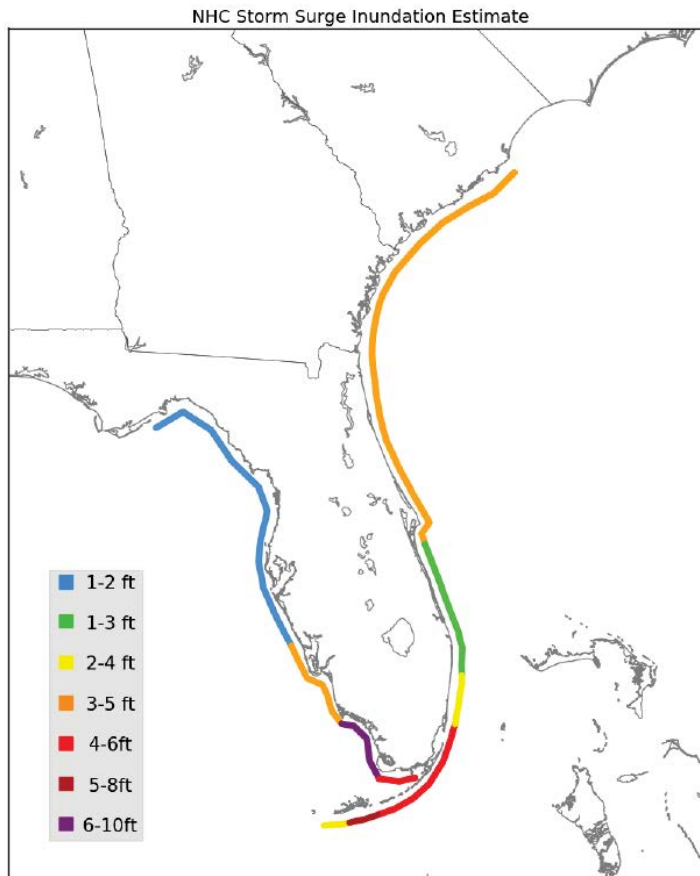 NHC Storm Surge Inundation Estimate
1-2 ft
1-3 ft
2-4 ft
3-5 ft
4-6ft
5-8ft
6-10ft